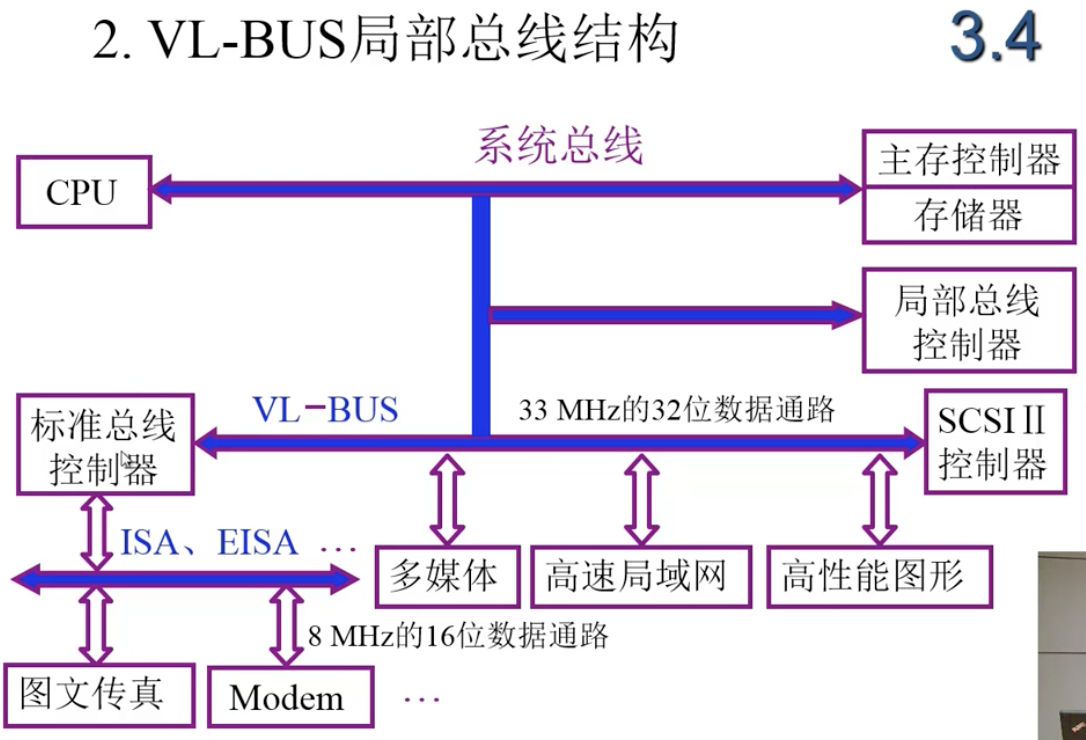 2. VL-BUS局部总线结构
3.4
系统总线
CPU
主存控制器
存储器
局部总线
控制器
VL-BUS
33 MHz的32位数据通路
标准总线
控制器
SCSIⅡ
控制器
ISA、EISA …
多媒体
高速局域网
高性能图形
8 MHz的16位数据通路
图文传真
Modem
…